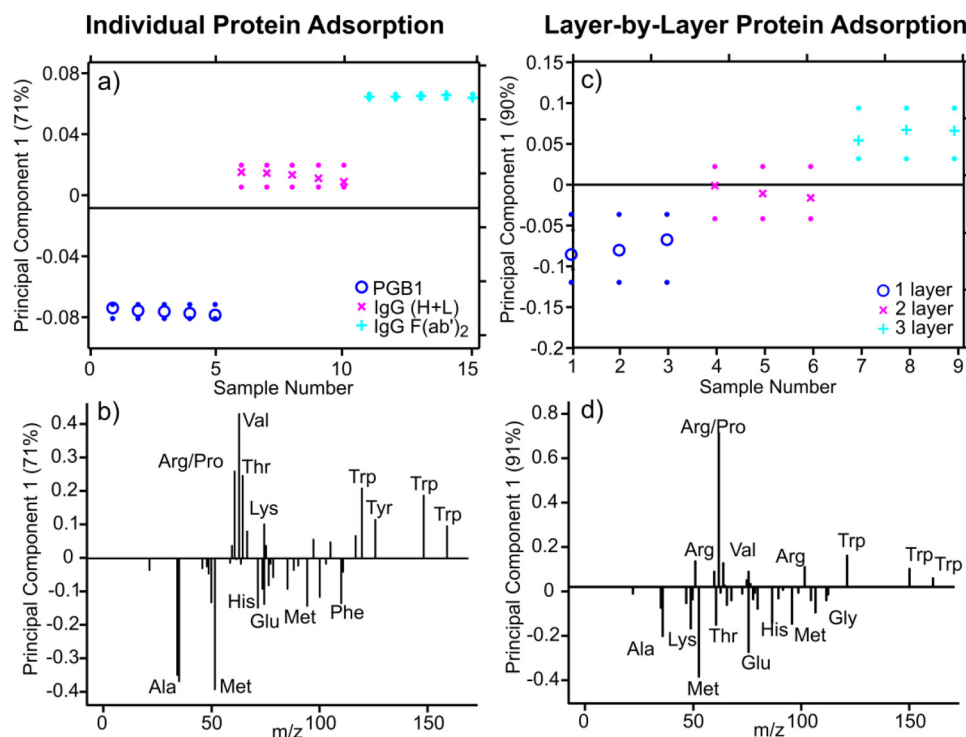 Individual Protein Adsorption
Layer-by-Layer Protein Adsorption
a)
Principal Component 1 (71%)
0.08
0.04
0
-0.04
-0.08
PGB1
IgG (H+L)
IgG F(ab')2
0 5 10 15
Sample Number
c)
Principal Component 1 (90%)
0.15
0.1
0.05
0
-0.05
-0.1
-0.15
-0.2
1 layer
2 layer
3 layer
1 2 3 4 5 6 7 8 9
Sample Number
b)
Principal Component 1 (71%)
0.4
0.3
0.2
0.1
0
-0.1
-0.2
-0.3
-0.4
Val
Arg/Pro
Thr
Lys
Trp
Tyr
Trp
Trp
His
Glu
Met
Phe
Ala
Met
0 50 100 150
m/z
d)
Principal Component 1 (91%)
0.8
0.6
0.4
0.2
0
-0.2
-0.4
Arg/Pro
Arg
Val
Arg
Trp
Trp
Trp
Ala
Lys
Thr
His
Met
Gly
Glu
Met
0 50 100 150
m/z